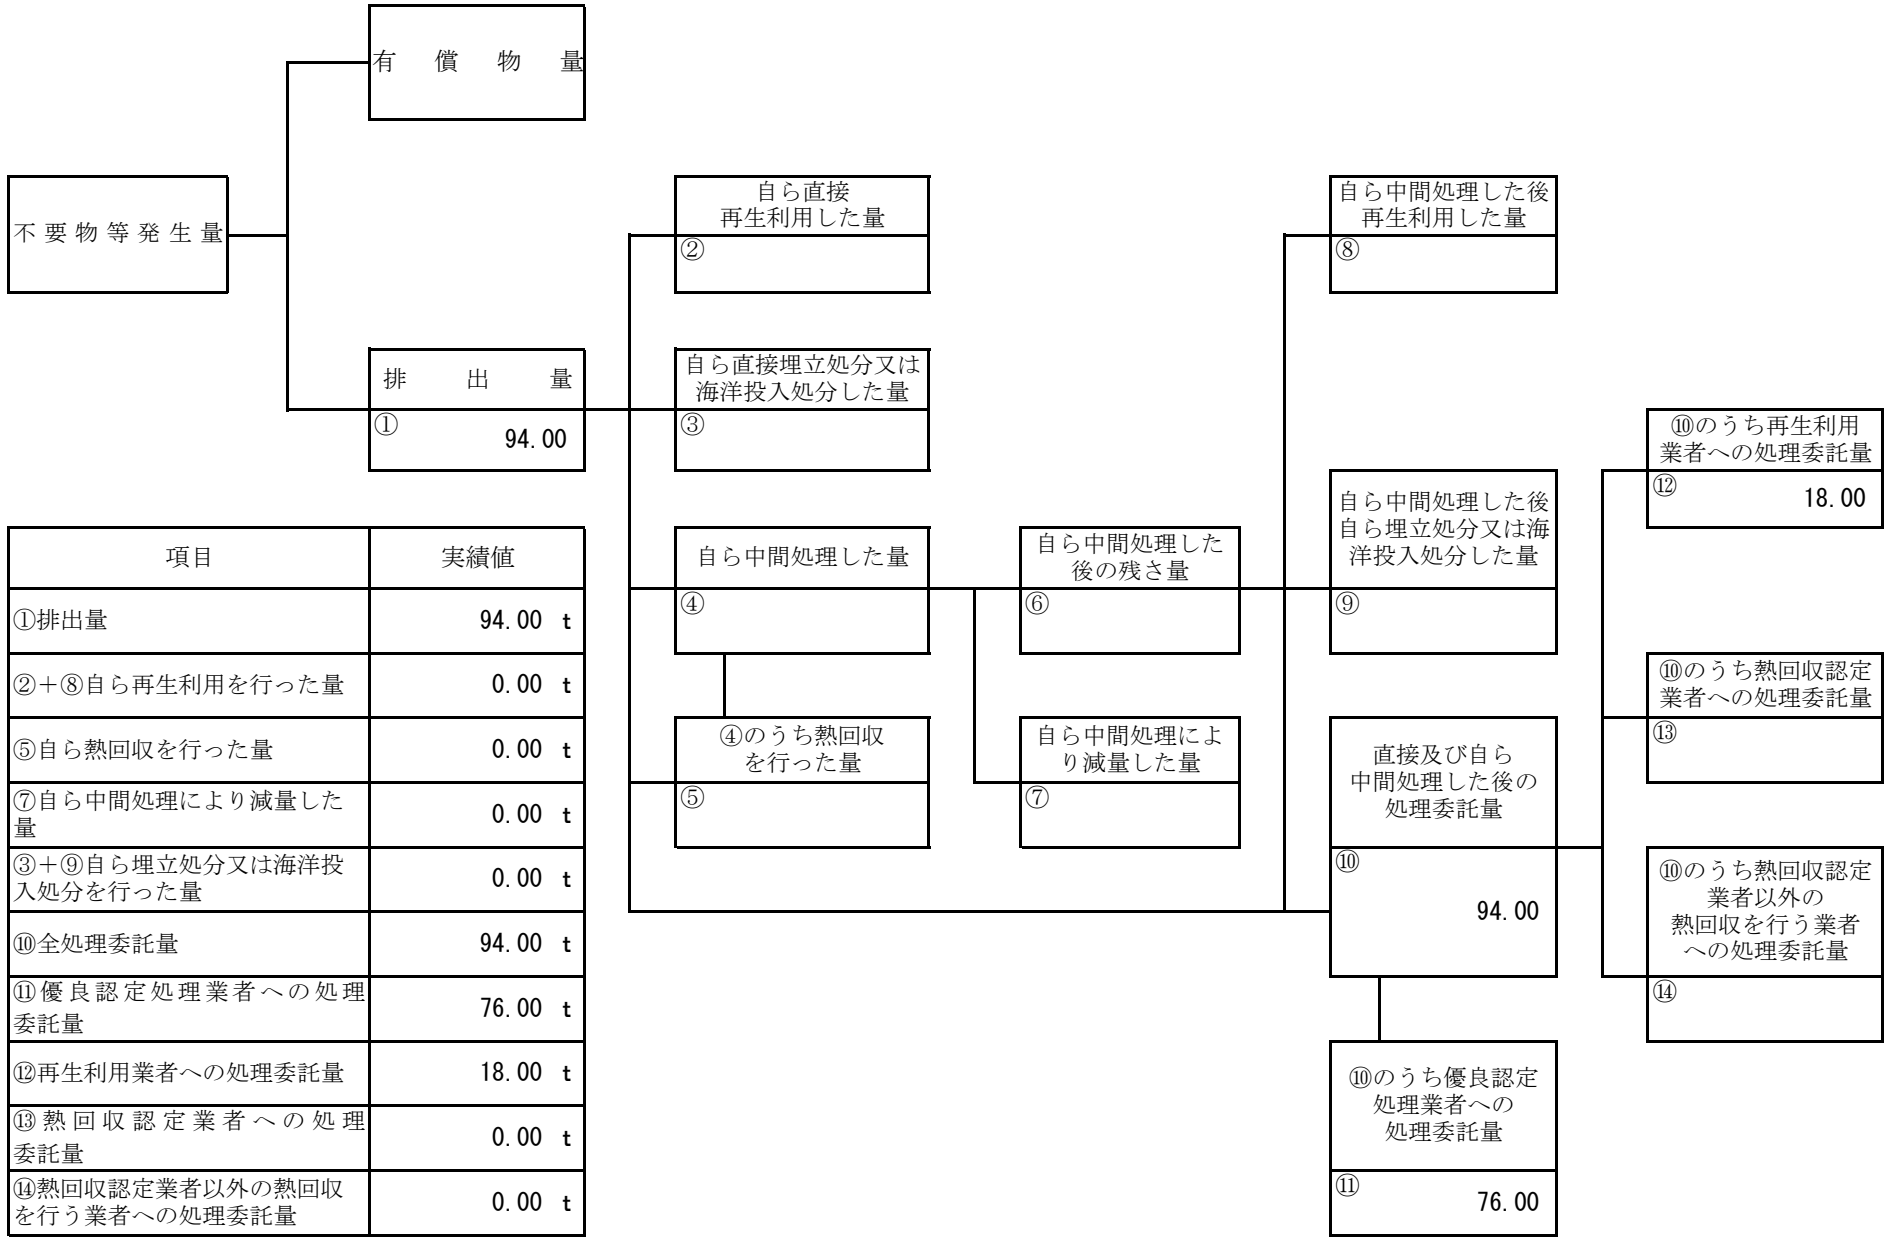 有償物量
不要物等発生量
自ら直接
再生利用した量
②
自ら中間処理した後
再生利用した量
⑧
排出量
①
94.00
自ら直接埋立処分又は
海洋投入処分した量
③
⑩のうち再生利用
業者への処理委託量
⑫
18.00
自ら中間処理した量
④
自ら中間処理した
後の残さ量
⑥
自ら中間処理した後
自ら埋立処分又は海
洋投入処分した量
⑨
⑩のうち熱回収認定
業者への処理委託量
⑬
④のうち熱回収
を行った量
⑤
自ら中間処理によ
り減量した量
⑦
直接及び自ら
中間処理した後の
処理委託量
⑩
94.00
⑩のうち熱回収認定
業者以外の
熱回収を行う業者
への処理委託量
⑭
⑩のうち優良認定
処理業者への
処理委託量
⑪
76.00
項目 実績値
①排出量 94.00 t
②＋⑧自ら再生利用を行った量 0.00 t
⑤自ら熱回収を行った量 0.00 t
⑦自ら中間処理により減量した
量 0.00 t
③＋⑨自ら埋立処分又は海洋投
入処分を行った量 0.00 t
⑩全処理委託量 94.00 t
⑪優良認定処理業者への処理
委託量 76.00 t
⑫再生利用業者への処理委託量 18.00 t
⑬熱回収認定業者への処理
委託量 0.00 t
⑭熱回収認定業者以外の熱回収
を行う業者への処理委託量 0.00 t